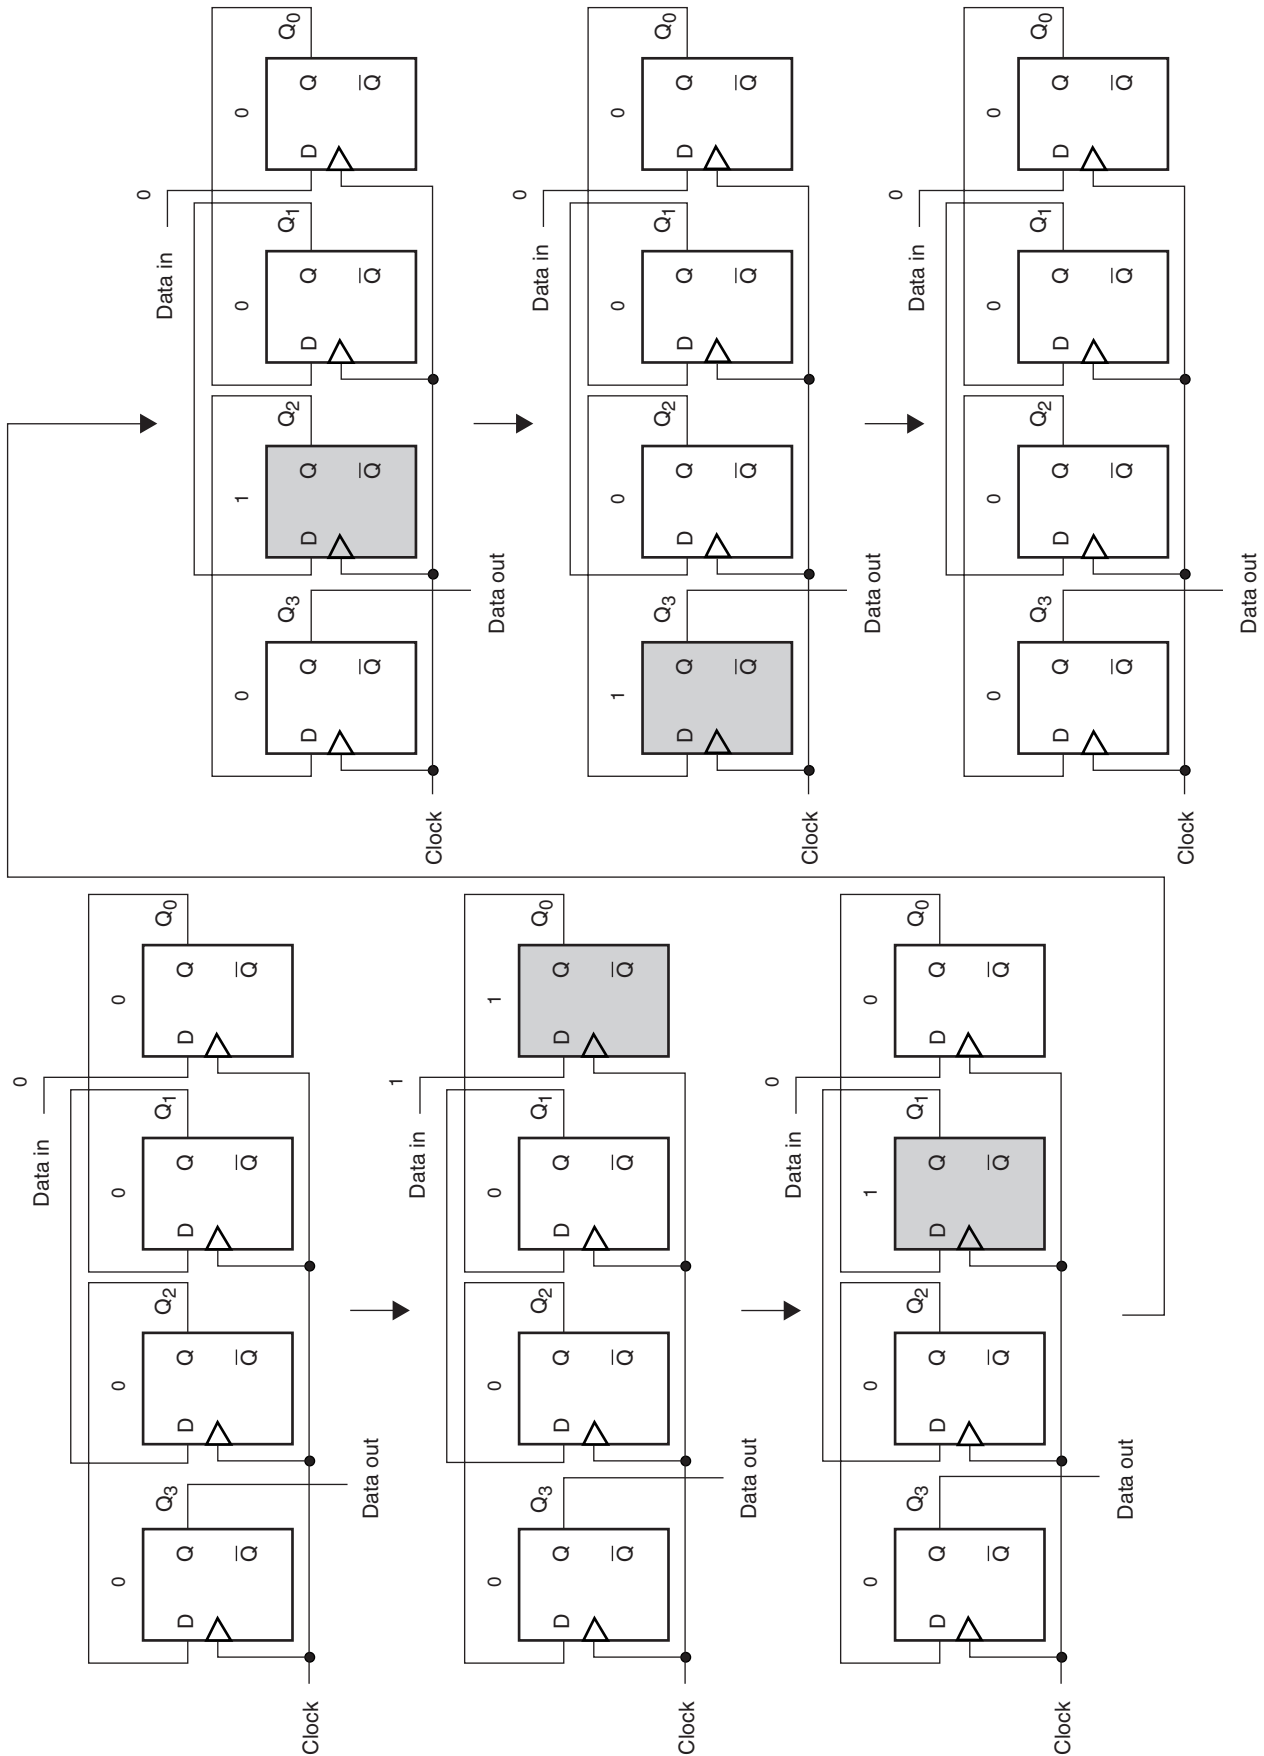 0
Data in
0 0 0 0
Q₃ Q₂ Q₁ Q₀
D Q D Q D Q D Q
Q̅ Q̅ Q̅ Q̅
Clock
Data out
1
Data in
0 0 0 1
Q₃ Q₂ Q₁ Q₀
D Q D Q D Q D Q
Q̅ Q̅ Q̅ Q̅
Clock
Data out
0
Data in
0 0 1 0
Q₃ Q₂ Q₁ Q₀
D Q D Q D Q D Q
Q̅ Q̅ Q̅ Q̅
Clock
Data out
0
Data in
0 1 0 0
Q₃ Q₂ Q₁ Q₀
D Q D Q D Q D Q
Q̅ Q̅ Q̅ Q̅
Clock
Data out
0
Data in
1 0 0 0
Q₃ Q₂ Q₁ Q₀
D Q D Q D Q D Q
Q̅ Q̅ Q̅ Q̅
Clock
Data out
0
Data in
0 0 0 0
Q₃ Q₂ Q₁ Q₀
D Q D Q D Q D Q
Q̅ Q̅ Q̅ Q̅
Clock
Data out